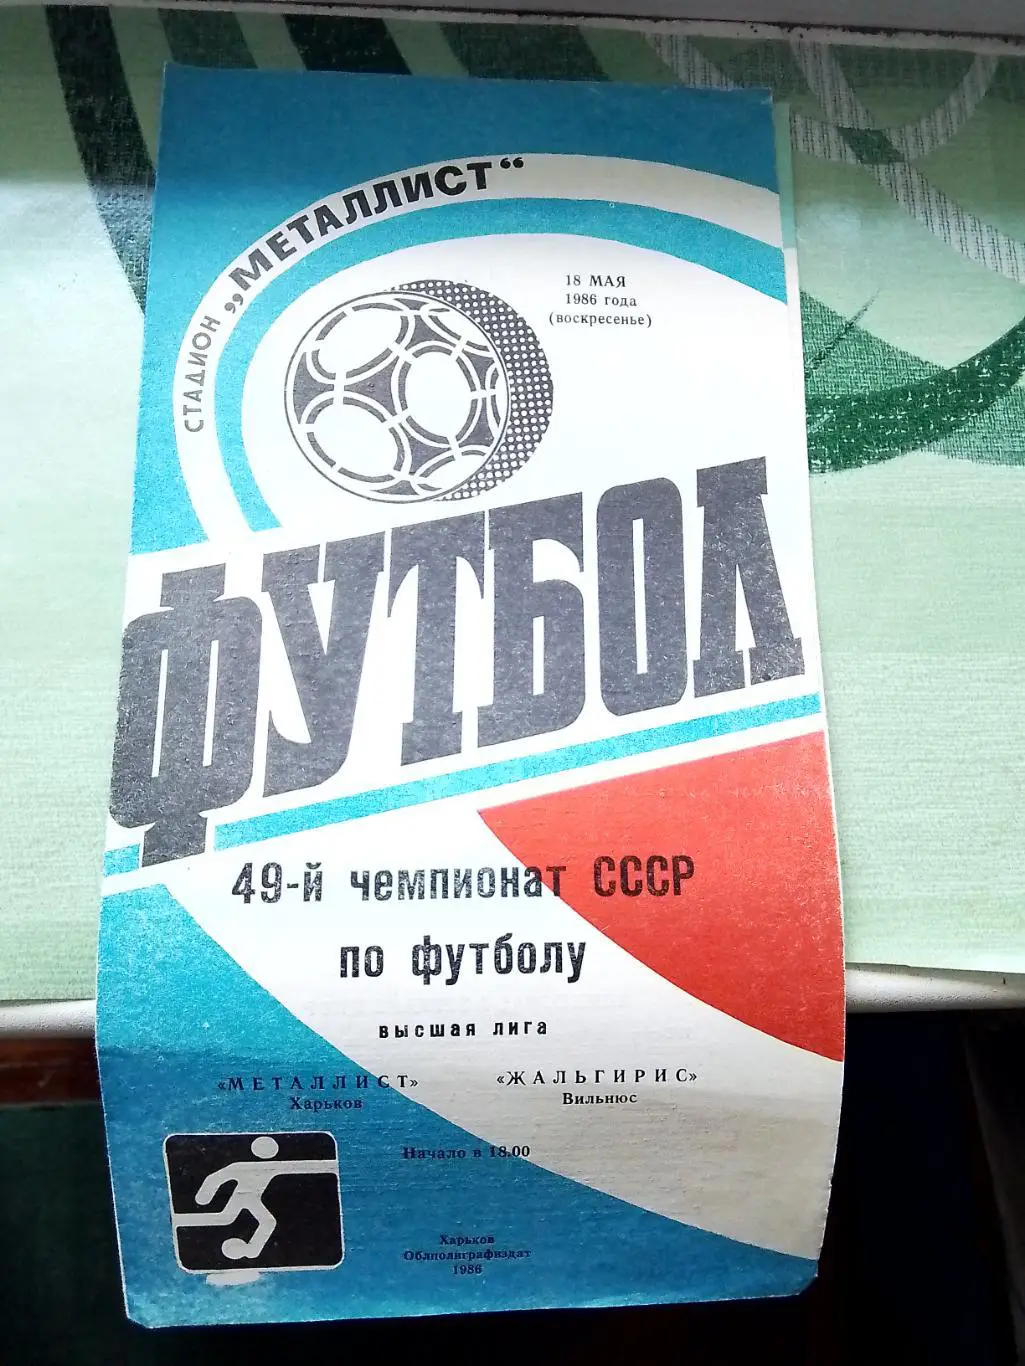 СТАДИОН „МЕТАЛЛИСТ“
18 МАЯ
1986 года
(воскресенье)
ФУТБОЛ
49-й чемпионат СССР
по футболу
высшая лига
«МЕТАЛЛИСТ»
Харьков
«ЖАЛЬГИРИС»
Вильнюс
Начало в 18.00
Харьков
Облполиграфиздат
1986